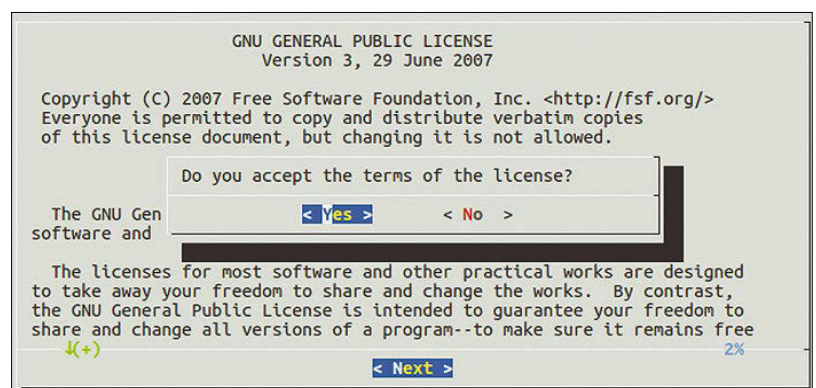 GNU GENERAL PUBLIC LICENSE
Version 3, 29 June 2007
Copyright (C) 2007 Free Software Foundation, Inc. <http://fsf.org/>
Everyone is permitted to copy and distribute verbatim copies
of this license document, but changing it is not allowed.
Do you accept the terms of the license?
< Yes > < No >
The GNU Gen
software and
The licenses for most software and other practical works are designed
to take away your freedom to share and change the works. By contrast,
the GNU General Public License is intended to guarantee your freedom to
share and change all versions of a program--to make sure it remains free
↓(+) 2%
< Next >